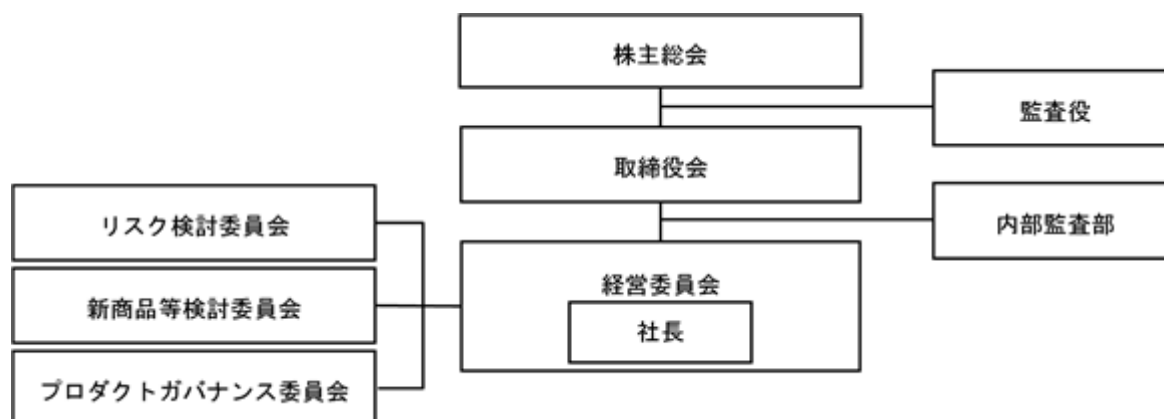 株主総会
監査役
取締役会
リスク検討委員会
内部監査部
経営委員会
新商品等検討委員会
社長
プロダクトガバナンス委員会